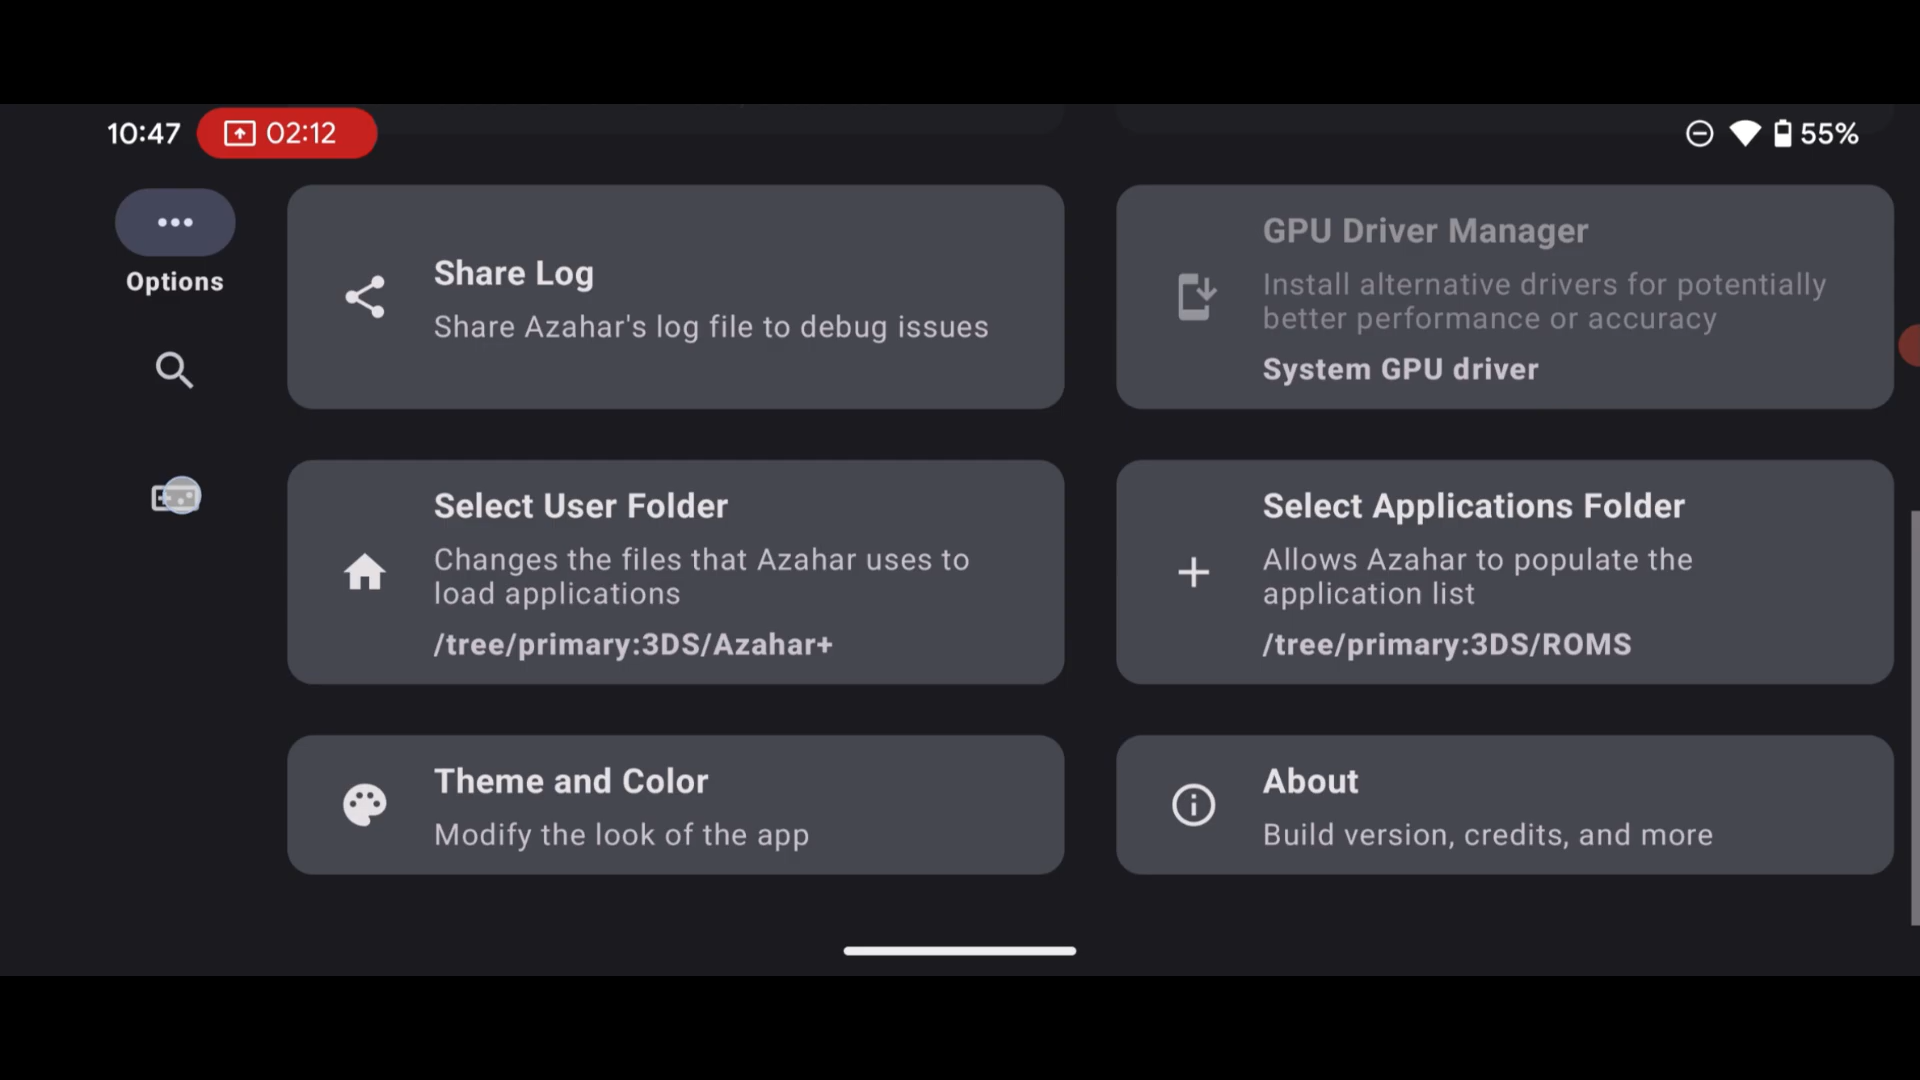 10:47
02:12
55%
Options
Share Log
Share Azahar's log file to debug issues
GPU Driver Manager
Install alternative drivers for potentially
better performance or accuracy
System GPU driver
Select User Folder
Changes the files that Azahar uses to
load applications
/tree/primary:3DS/Azahar+
Select Applications Folder
Allows Azahar to populate the
application list
/tree/primary:3DS/ROMS
Theme and Color
Modify the look of the app
About
Build version, credits, and more